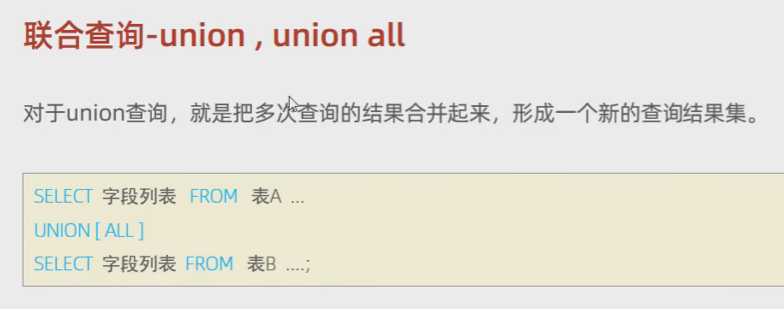 联合查询-union , union all
对于union查询，就是把多次查询的结果合并起来，形成一个新的查询结果集。
SELECT 字段列表 FROM 表A ...
UNION [ ALL ]
SELECT 字段列表 FROM 表B ....;